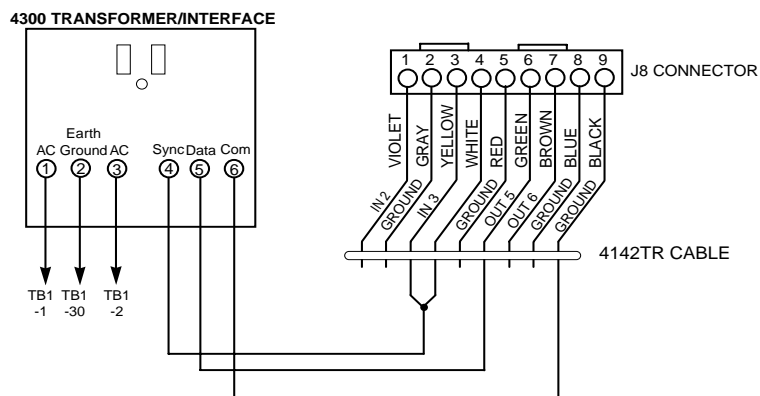 4300 TRANSFORMER/INTERFACE
AC
Earth
Ground
AC
Sync
Data
Com
1
2
3
4
5
6
TB1
-1
TB1
-30
TB1
-2
1 2 3 4 5 6 7 8 9
J8 CONNECTOR
VIOLET
GRAY
YELLOW
WHITE
RED
GREEN
BROWN
BLUE
BLACK
IN 2
GROUND
IN 3
GROUND
OUT 5
OUT 6
GROUND
GROUND
4142TR CABLE